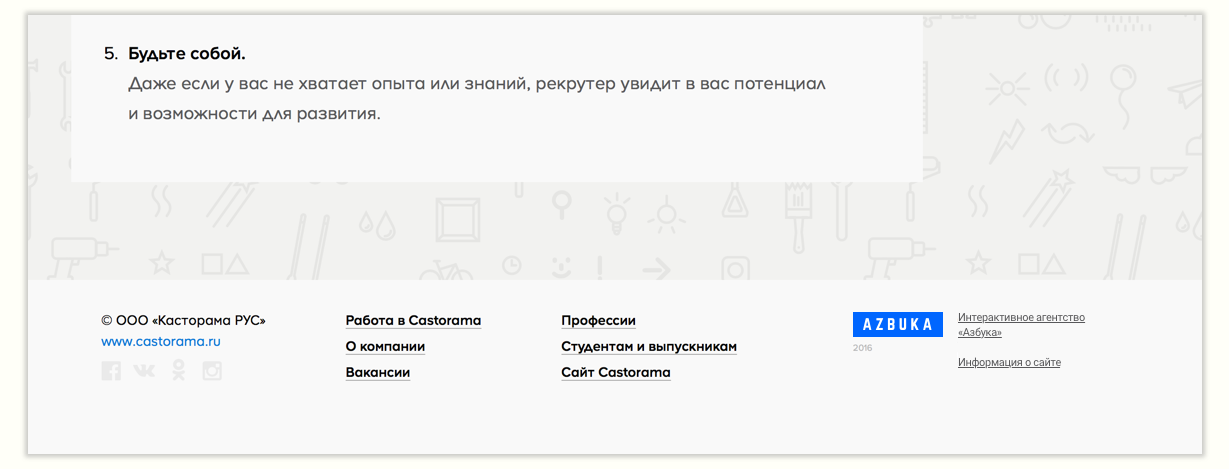 5. Будьте собой.
Даже если у вас не хватает опыта или знаний, рекрутер увидит в вас потенциал
и возможности для развития.
© ООО «Касторама РУС»
www.castorama.ru
Работа в Castorama
О компании
Вакансии
Профессии
Студентам и выпускникам
Сайт Castorama
AZBUKA
2016
Интерактивное агентство
«Азбука»
Информация о сайте